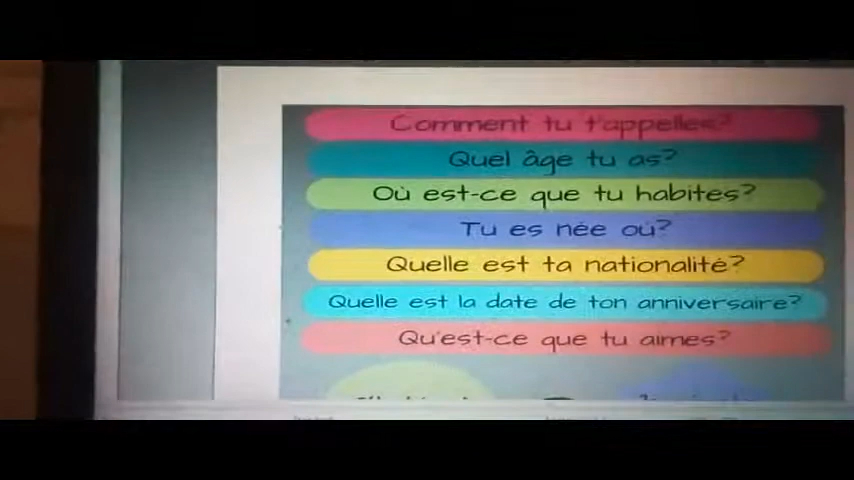 Comment tu t'appelles?
Quel âge tu as?
Où est-ce que tu habites?
Tu es née où?
Quelle est ta nationalité?
Quelle est la date de ton anniversaire?
Qu'est-ce que tu aimes?